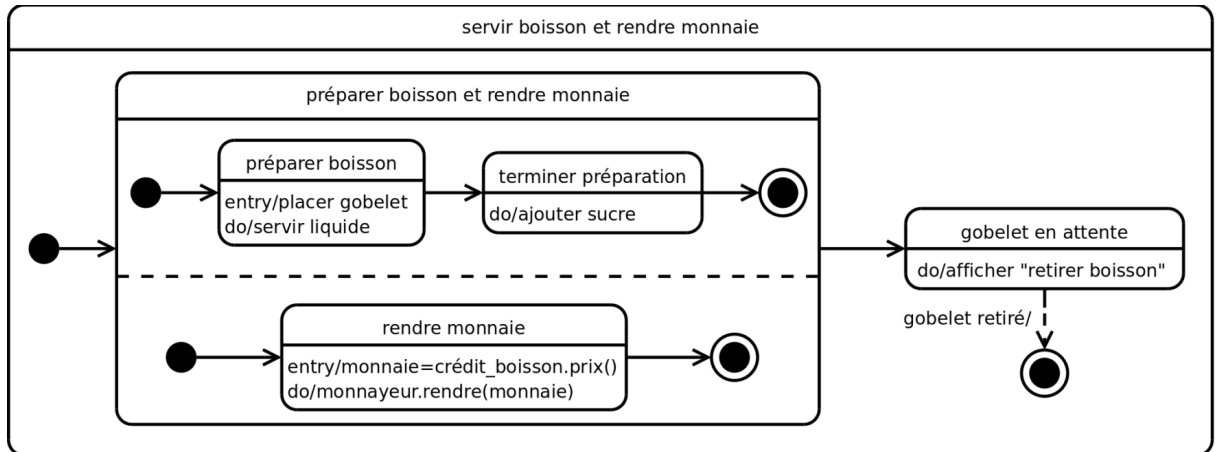 servir boisson et rendre monnaie
préparer boisson et rendre monnaie
préparer boisson
entry/placer gobelet
do/servir liquide
terminer préparation
do/ajouter sucre
rendre monnaie
entry/monnaie=crédit_boisson.prix()
do/monnayeur.rendre(monnaie)
gobelet en attente
do/afficher "retirer boisson"
gobelet retiré/